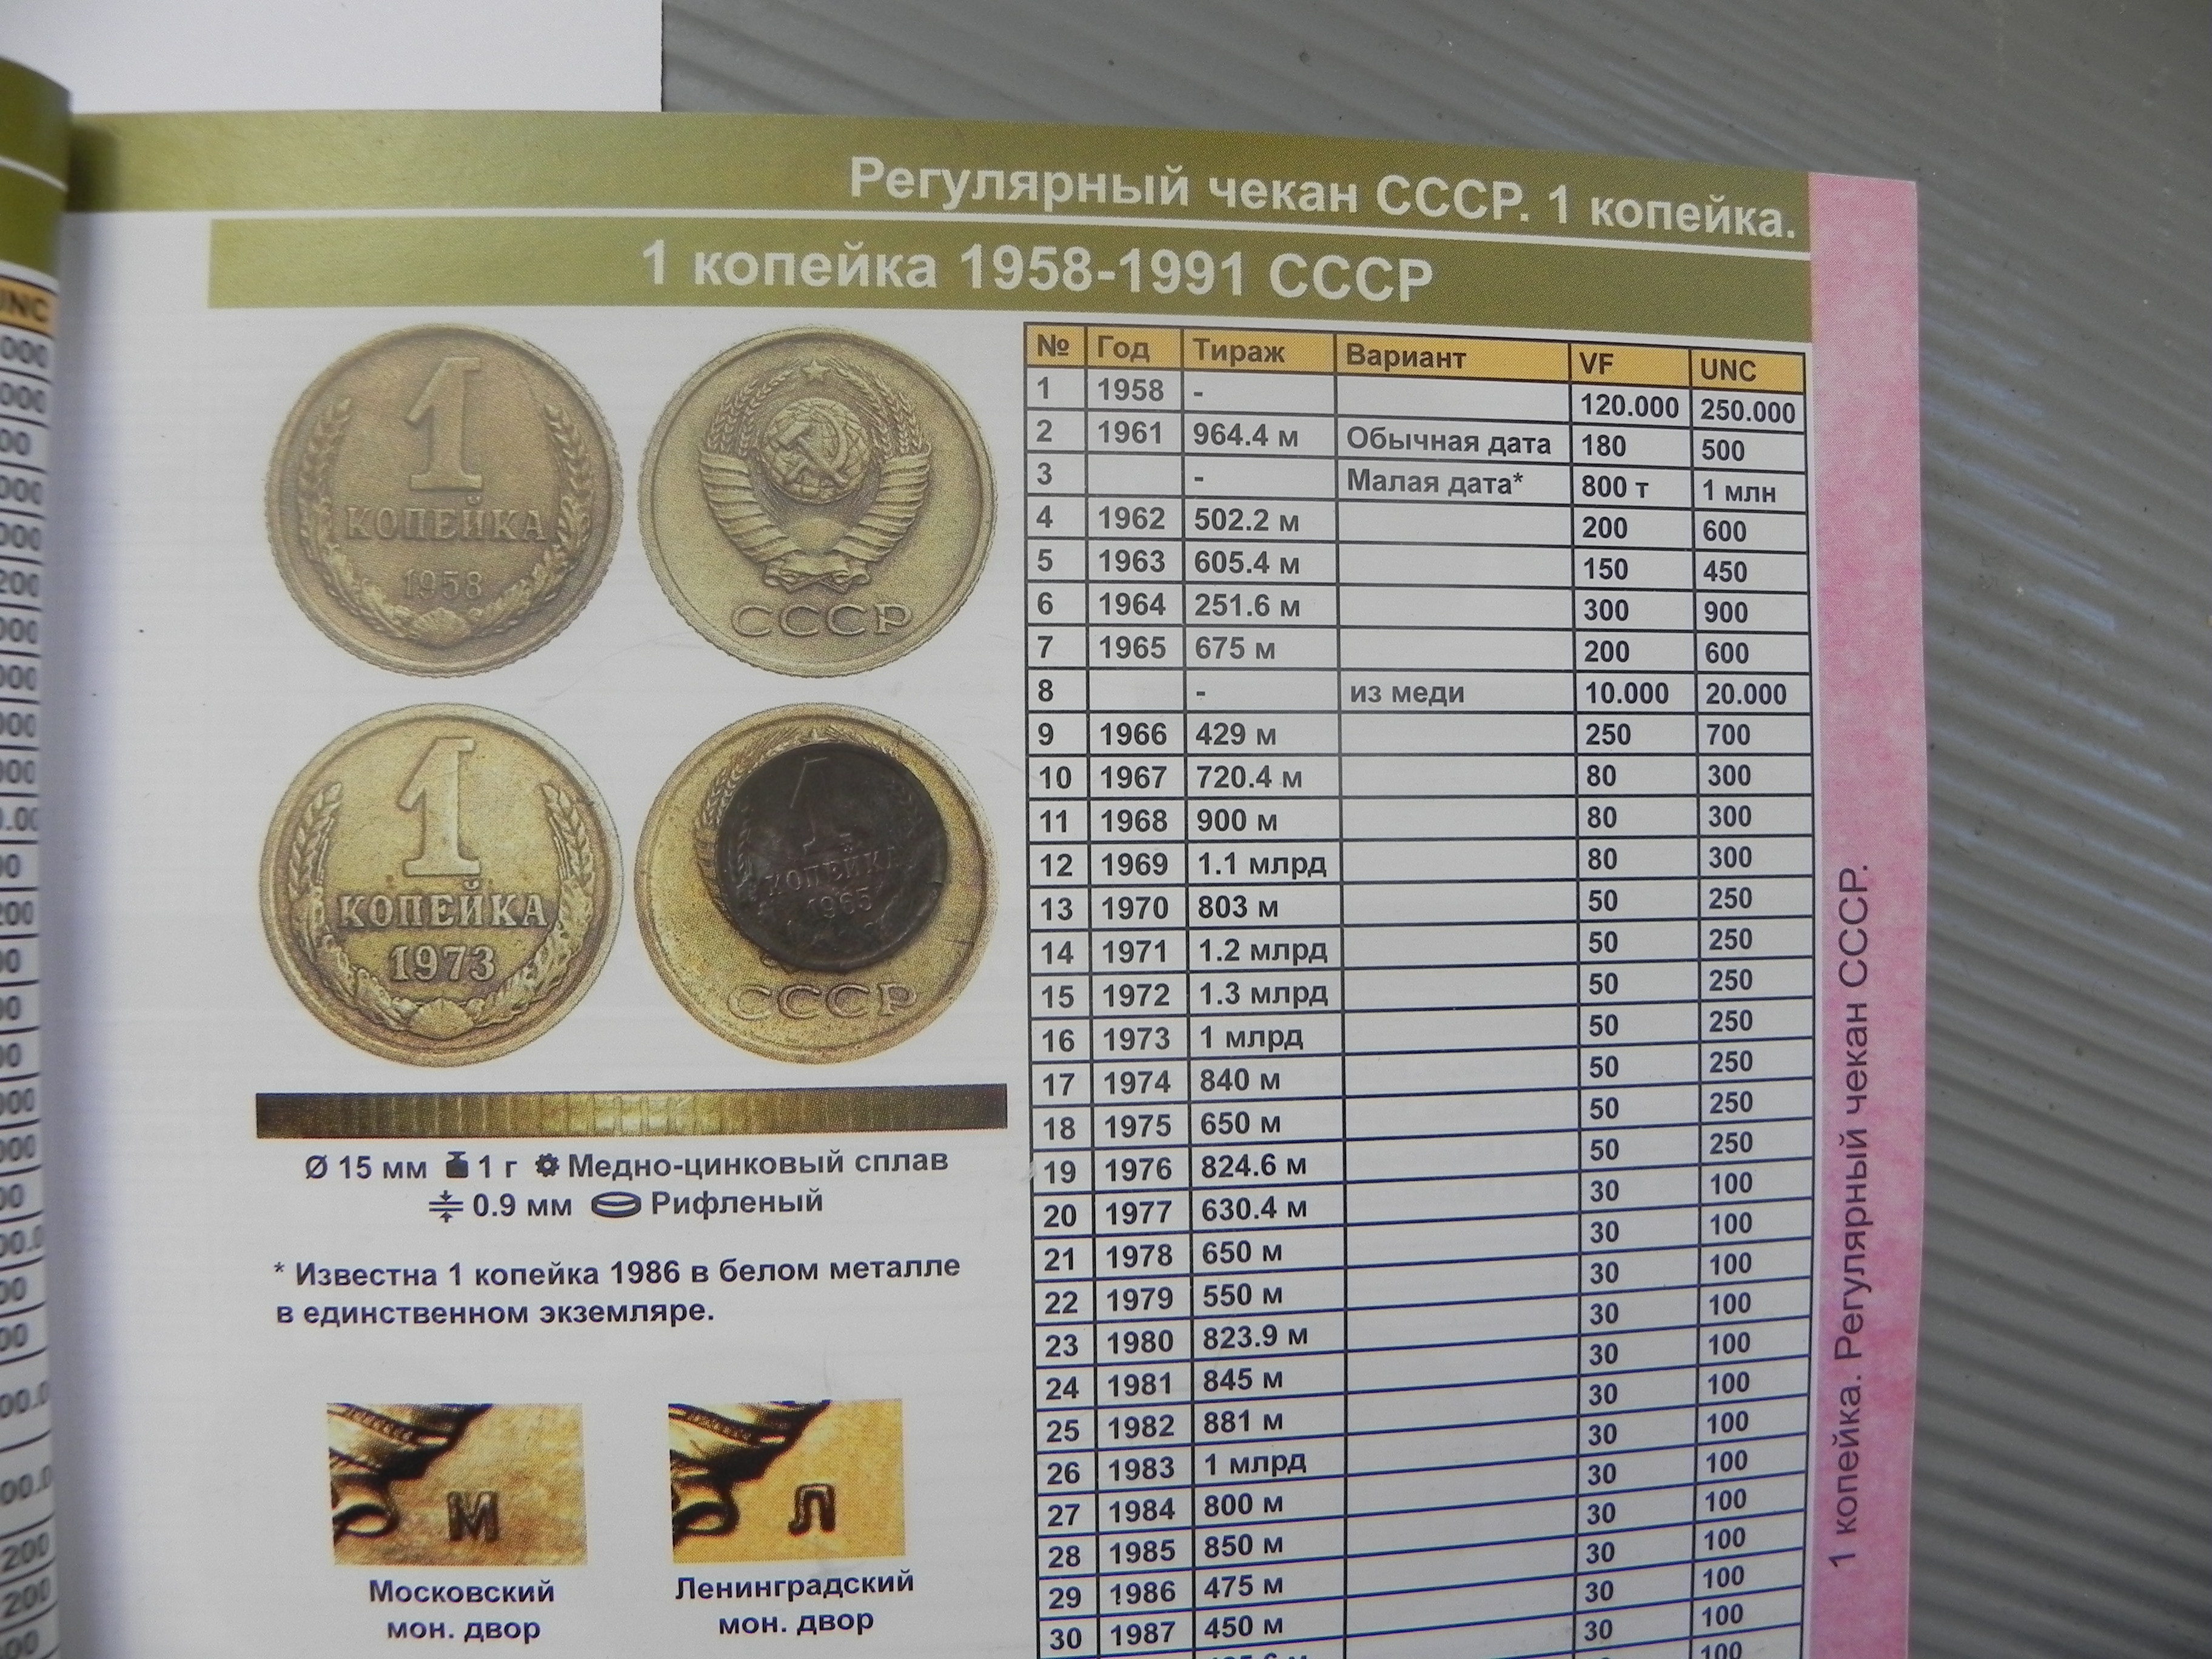 Регулярный чекан СССР. 1 копейка.
1 копейка 1958-1991 СССР
1
КОПЕЙКА
1958
СССР
1
КОПЕЙКА
1973
1
КОПЕЙКА
1965
СССР
Ø 15 мм 1 г Медно-цинковый сплав
0.9 мм Рифленый
* Известна 1 копейка 1986 в белом металле
в единственном экземляре.
М
Московский
мон. двор
Л
Ленинградский
мон. двор
№ Год Тираж Вариант VF UNC
1 1958 - 120.000 250.000
2 1961 964.4 м Обычная дата 180 500
3 - Малая дата* 800 т 1 млн
4 1962 502.2 м 200 600
5 1963 605.4 м 150 450
6 1964 251.6 м 300 900
7 1965 675 м 200 600
8 - из меди 10.000 20.000
9 1966 429 м 250 700
10 1967 720.4 м 80 300
11 1968 900 м 80 300
12 1969 1.1 млрд 80 300
13 1970 803 м 50 250
14 1971 1.2 млрд 50 250
15 1972 1.3 млрд 50 250
16 1973 1 млрд 50 250
17 1974 840 м 50 250
18 1975 650 м 50 250
19 1976 824.6 м 50 250
20 1977 630.4 м 30 100
21 1978 650 м 30 100
22 1979 550 м 30 100
23 1980 823.9 м 30 100
24 1981 845 м 30 100
25 1982 881 м 30 100
26 1983 1 млрд 30 100
27 1984 800 м 30 100
28 1985 850 м 30 100
29 1986 475 м 30 100
30 1987 450 м 30 100
100
1 копейка. Регулярный чекан СССР.
UNC